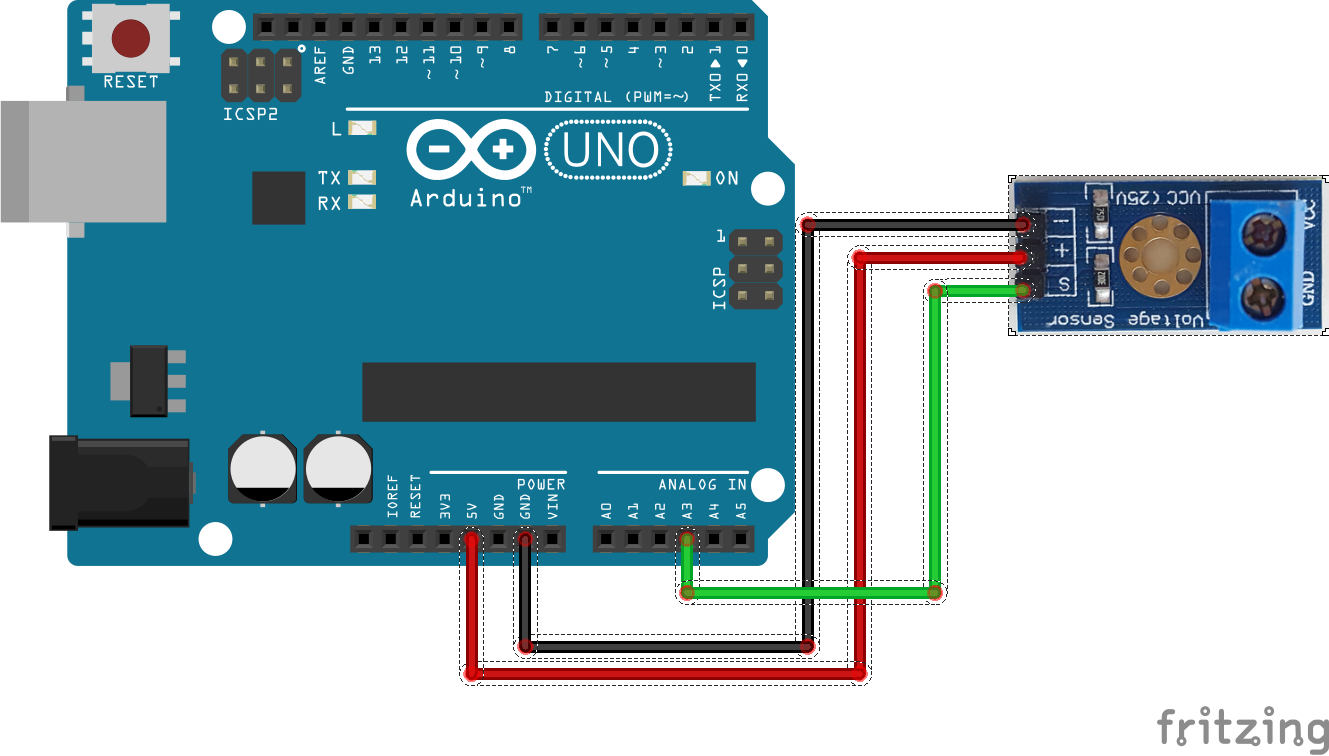 RESET
ICSP2
AREF
GND
13
12
~11
~10
~9
8
7
~6
~5
4
~3
2
TX0▶1
RX0◀0
DIGITAL (PWM=~)
L
TX
RX
UNO
Arduino™
ON
1
ICSP
VCC<25V
VCC
GND
-
+
S
Voltage Sensor
IOREF
RESET
3V3
5V
GND
GND
VIN
POWER
A0
A1
A2
A3
A4
A5
ANALOG IN
fritzing